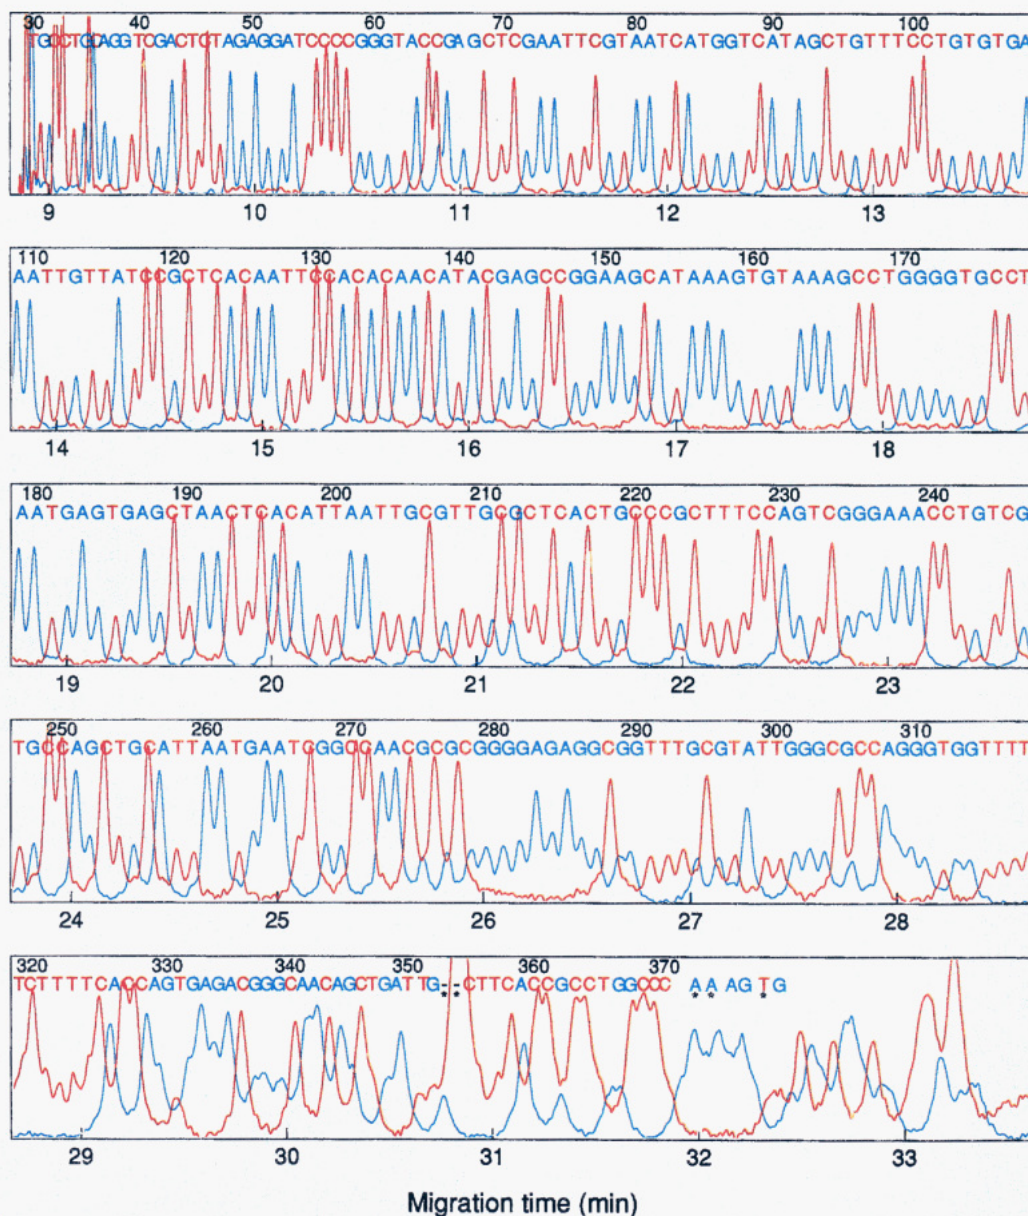 30 40 50 60 70 80 90 100
TGCCTGCAGGTCGACTCTAGAGGATCCCCGGGTACCGAGCTCGAATTCGTAATCATGGTCATAGCTGTTTCCTGTGTGA
9 10 11 12 13
110 120 130 140 150 160 170
AATTGTTATCCGCTCACAATTCCACACAACATACGAGCCGGAAGCATAAAGTGTAAAGCCTGGGGTGCCT
14 15 16 17 18
180 190 200 210 220 230 240
AATGAGTGAGCTAACTCACATTAATTGCGTTGCGCTCACTGCCCGCTTTCCAGTCGGGAAACCTGTCG
19 20 21 22 23
250 260 270 280 290 300 310
TGCCAGCTGCATTAATGAATCGGCCAACGCGCGGGGAGAGGCGGTTTGCGTATTGGGCGCCAGGGTGGTTTT
24 25 26 27 28
320 330 340 350 360 370
TCTTTTCACCAGTGAGACGGGCAACAGCTGATTG--CTTCACCGCCTGGCCC AAAGTG
* * * * *
29 30 31 32 33
Migration time (min)